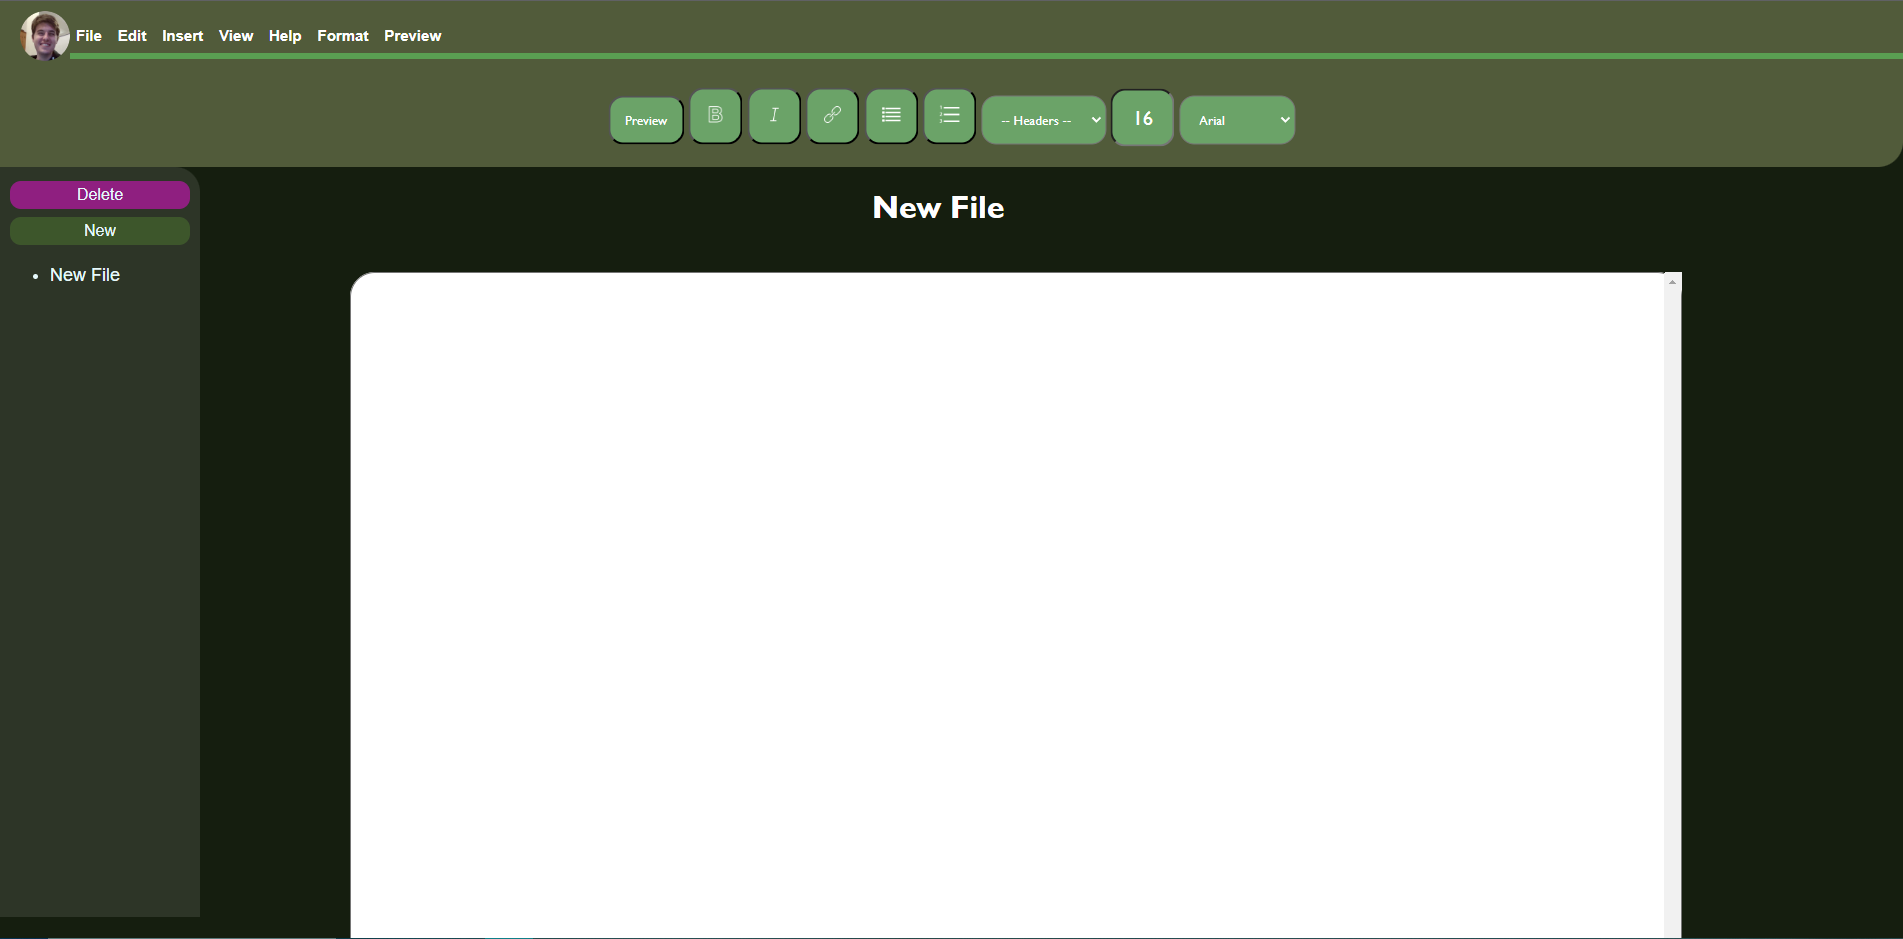 File Edit Insert View Help Format Preview
Preview B I -- Headers -- 16 Arial
Delete
New
New File
New File